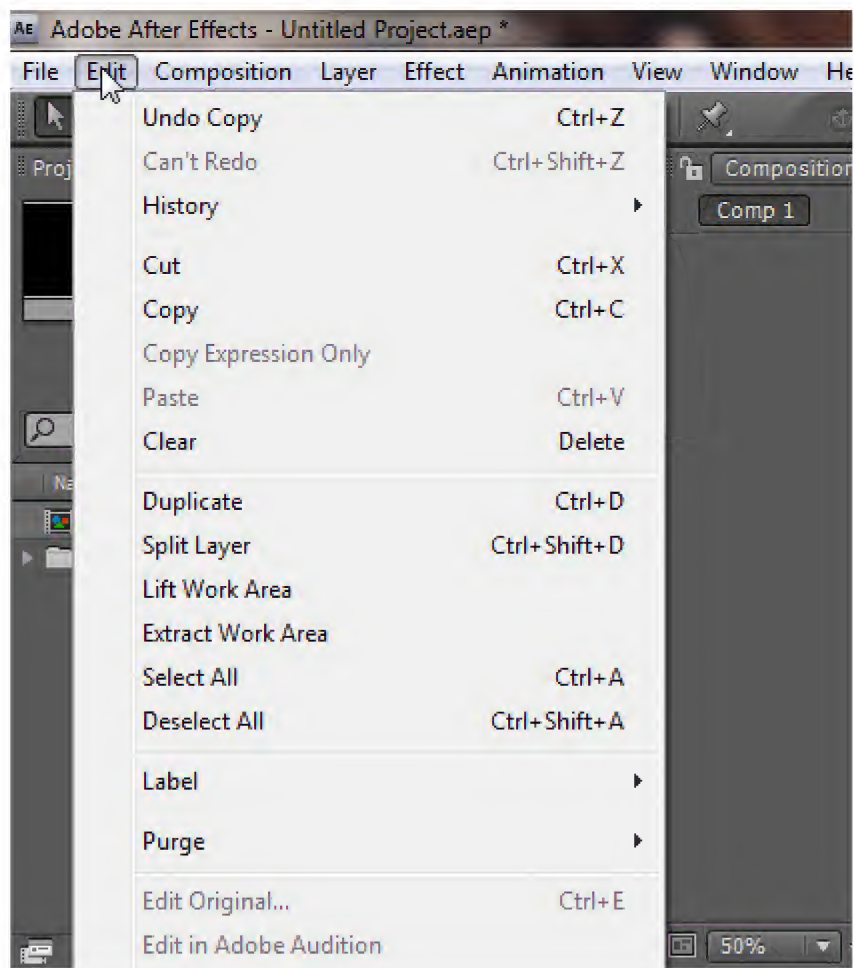 AE Adobe After Effects - Untitled Project.aep *
File Edit Composition Layer Effect Animation View Window He
Undo Copy Ctrl+Z
Can't Redo Ctrl+Shift+Z
Proj Composition
History
Comp 1
Cut Ctrl+X
Copy Ctrl+C
Copy Expression Only
Paste Ctrl+V
Clear Delete
Na
Duplicate Ctrl+D
Split Layer Ctrl+Shift+D
Lift Work Area
Extract Work Area
Select All Ctrl+A
Deselect All Ctrl+Shift+A
Label
Purge
Edit Original... Ctrl+E
Edit in Adobe Audition
50%